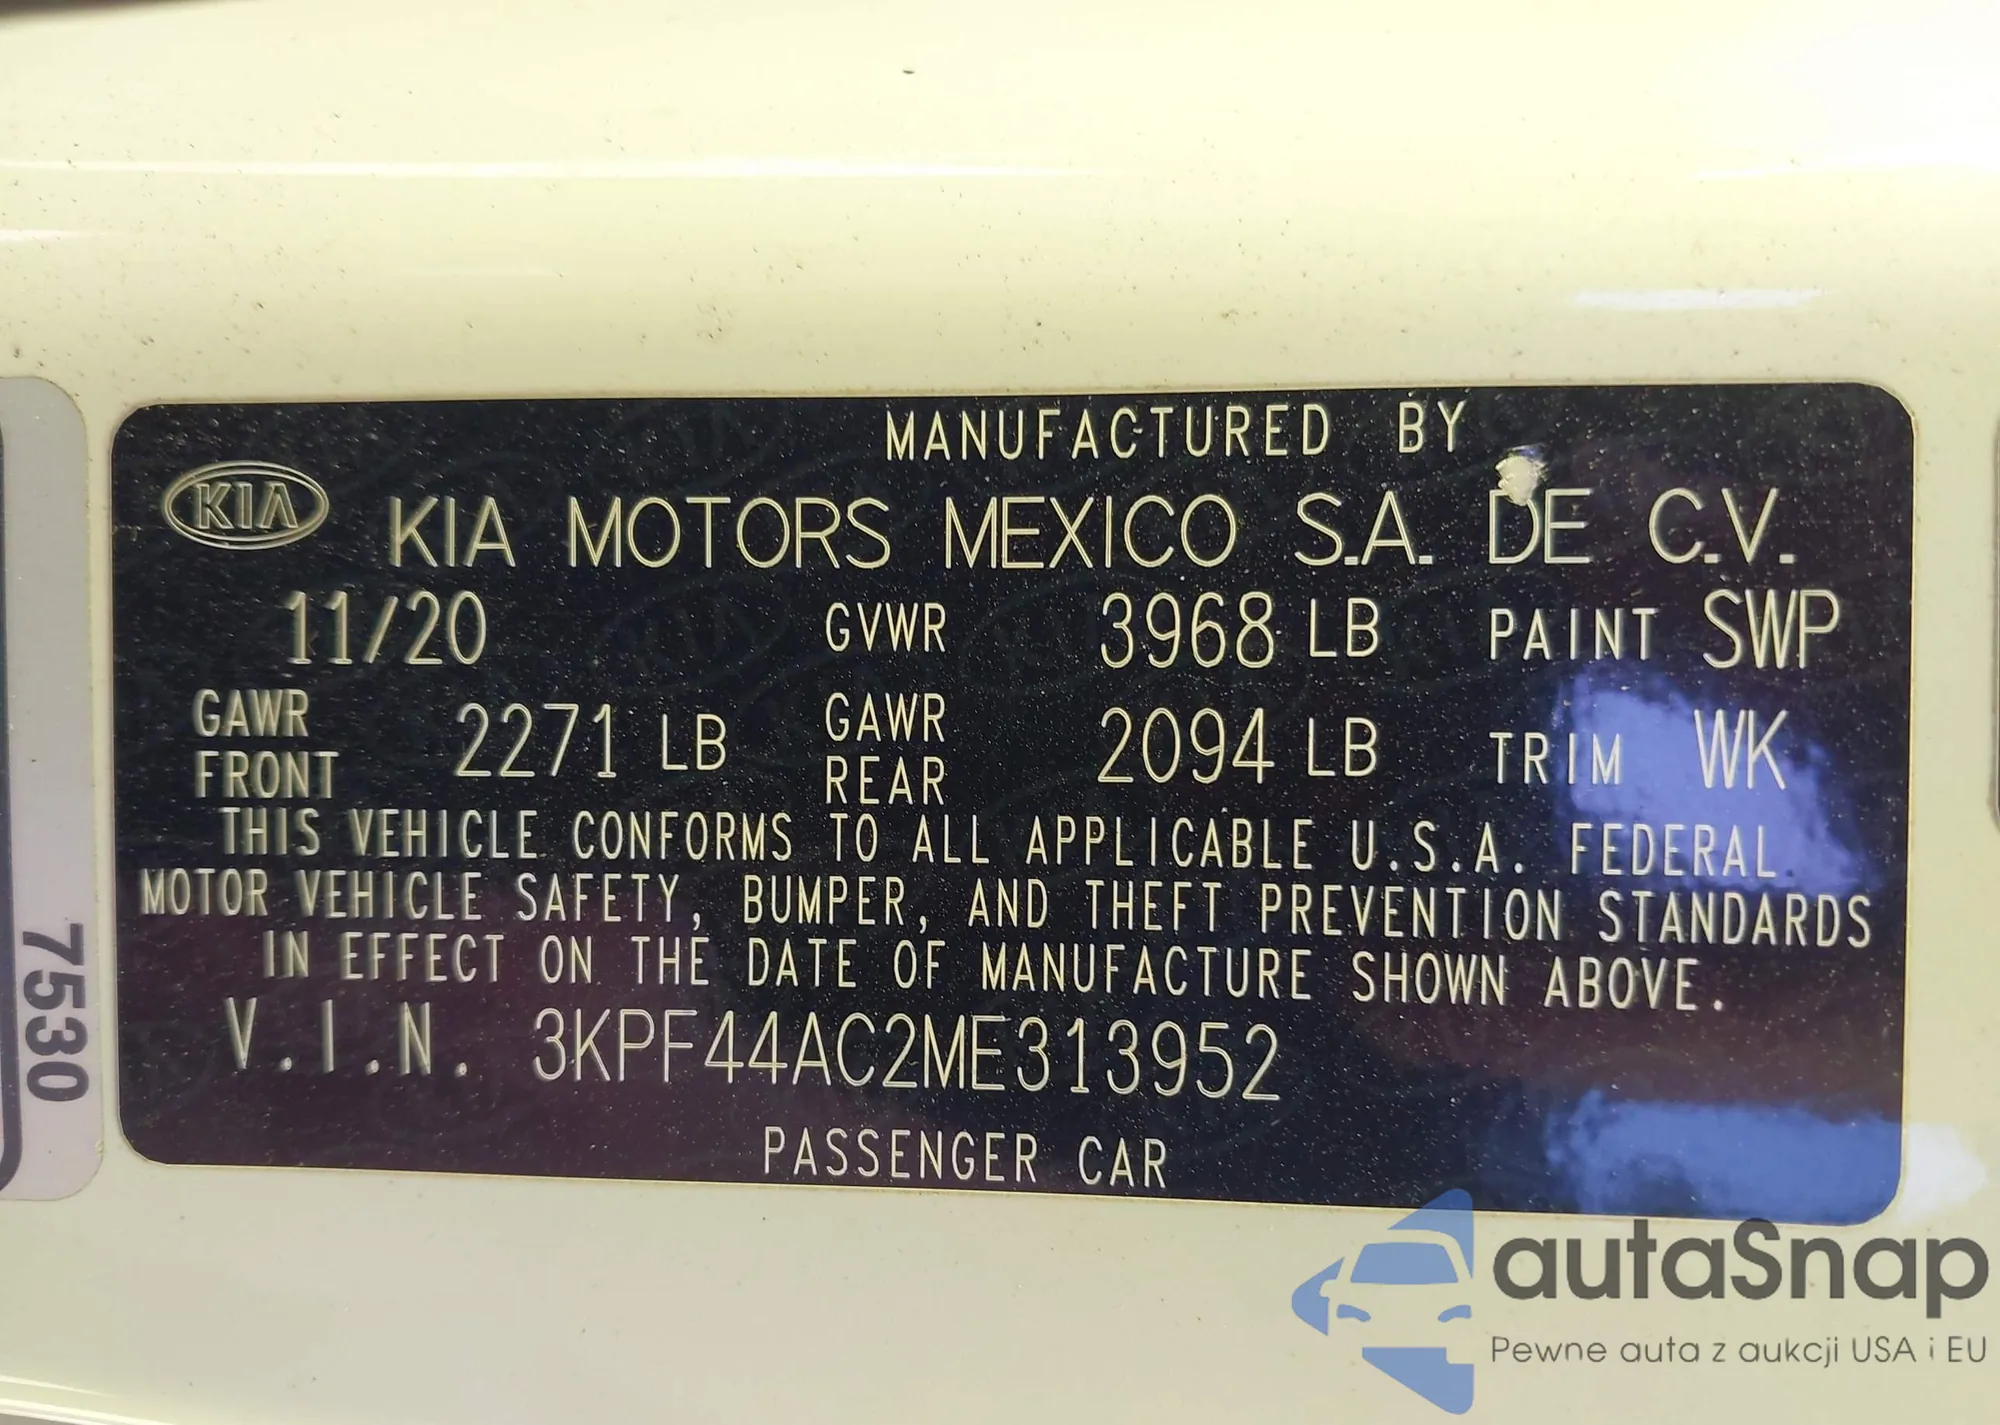 MANUFACTURED BY
KIA KIA MOTORS MEXICO S.A. DE C.V.
11/20 GVWR 3968 LB PAINT SWP
GAWR FRONT 2271 LB GAWR REAR 2094 LB TRIM WK
THIS VEHICLE CONFORMS TO ALL APPLICABLE U.S.A. FEDERAL
MOTOR VEHICLE SAFETY, BUMPER, AND THEFT PREVENTION STANDARDS
IN EFFECT ON THE DATE OF MANUFACTURE SHOWN ABOVE.
V.I.N. 3KPF44AC2ME313952
PASSENGER CAR
7530
autaSnap
Pewne auta z aukcji USA i EU